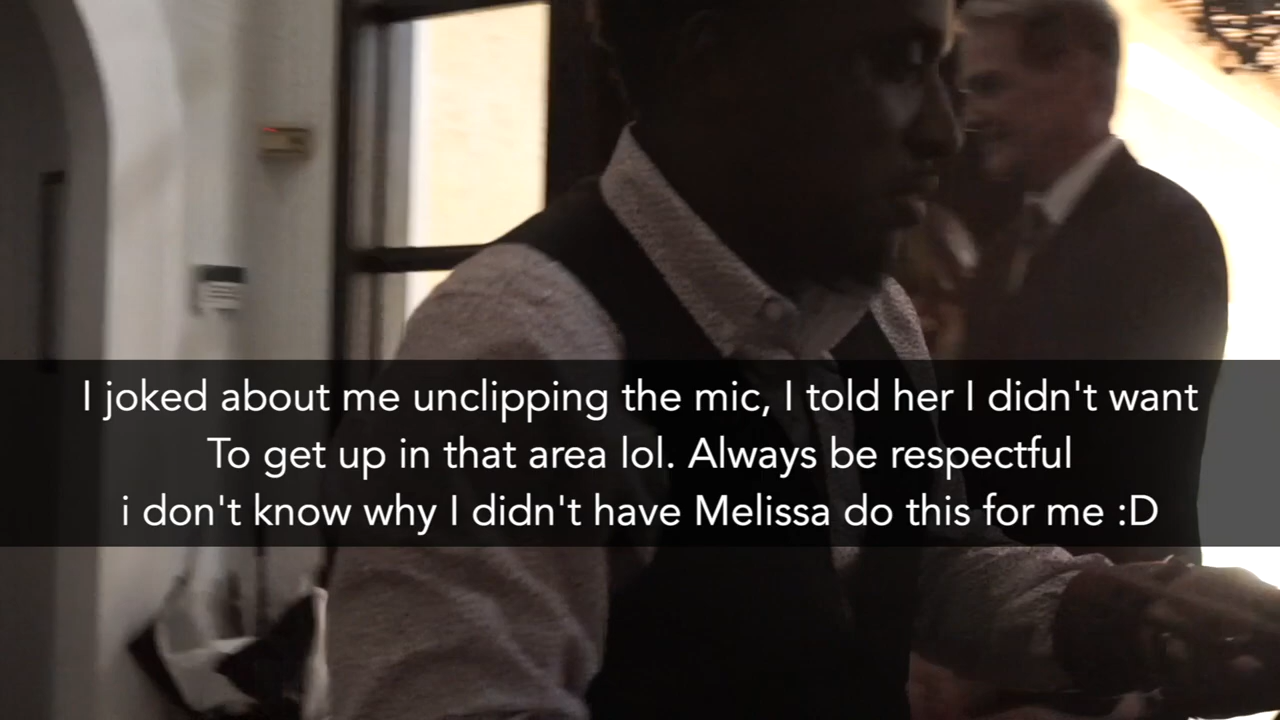 I joked about me unclipping the mic, I told her I didn't want
To get up in that area lol. Always be respectful
i don't know why I didn't have Melissa do this for me :D